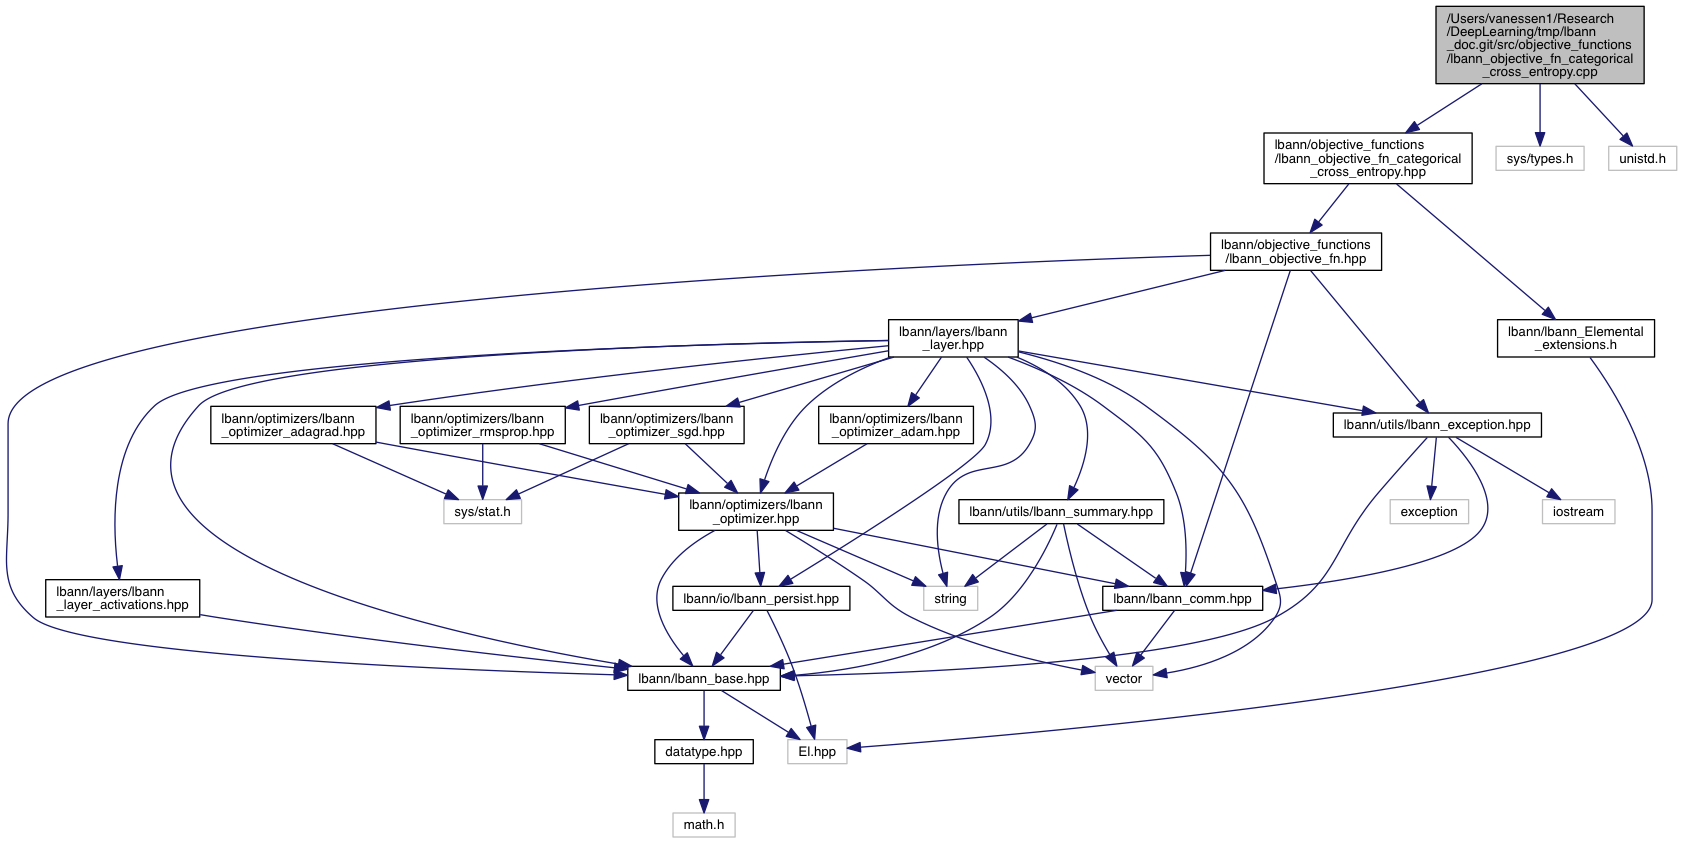 /Users/vanessen1/Research
/DeepLearning/tmp/lbann
_doc.git/src/objective_functions
/lbann_objective_fn_categorical
_cross_entropy.cpp
lbann/objective_functions
/lbann_objective_fn_categorical
_cross_entropy.hpp
sys/types.h
unistd.h
lbann/objective_functions
/lbann_objective_fn.hpp
lbann/layers/lbann
_layer.hpp
lbann/lbann_Elemental
_extensions.h
lbann/optimizers/lbann
_optimizer_adagrad.hpp
lbann/optimizers/lbann
_optimizer_rmsprop.hpp
lbann/optimizers/lbann
_optimizer_sgd.hpp
lbann/optimizers/lbann
_optimizer_adam.hpp
lbann/utils/lbann_exception.hpp
sys/stat.h
lbann/optimizers/lbann
_optimizer.hpp
lbann/utils/lbann_summary.hpp
exception
iostream
lbann/layers/lbann
_layer_activations.hpp
lbann/io/lbann_persist.hpp
string
lbann/lbann_comm.hpp
lbann/lbann_base.hpp
vector
datatype.hpp
El.hpp
math.h